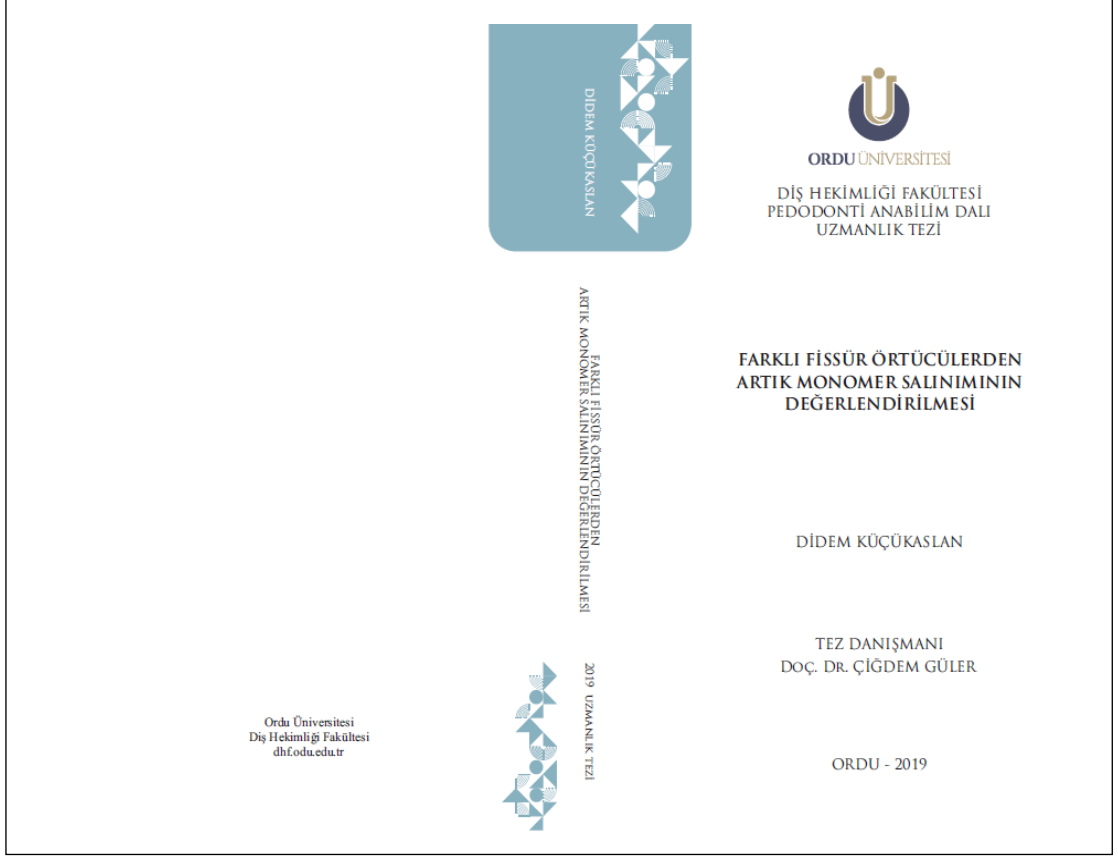 DİDEM KÜÇÜKASLAN
FARKLI FİSSÜR ÖRTÜCÜLERDEN
ARTIK MONOMER SALINIMININ DEĞERLENDİRİLMESİ
2019 UZMANLIK TEZİ
Ordu Üniversitesi
Diş Hekimliği Fakültesi
dhf.odu.edu.tr
ORDU ÜNİVERSİTESİ
DİŞ HEKİMLİĞİ FAKÜLTESİ
PEDODONTİ ANABİLİM DALI
UZMANLIK TEZİ
FARKLI FİSSÜR ÖRTÜCÜLERDEN
ARTIK MONOMER SALINIMININ
DEĞERLENDİRİLMESİ
DİDEM KÜÇÜKASLAN
TEZ DANIŞMANI
DOÇ. DR. ÇİĞDEM GÜLER
ORDU - 2019